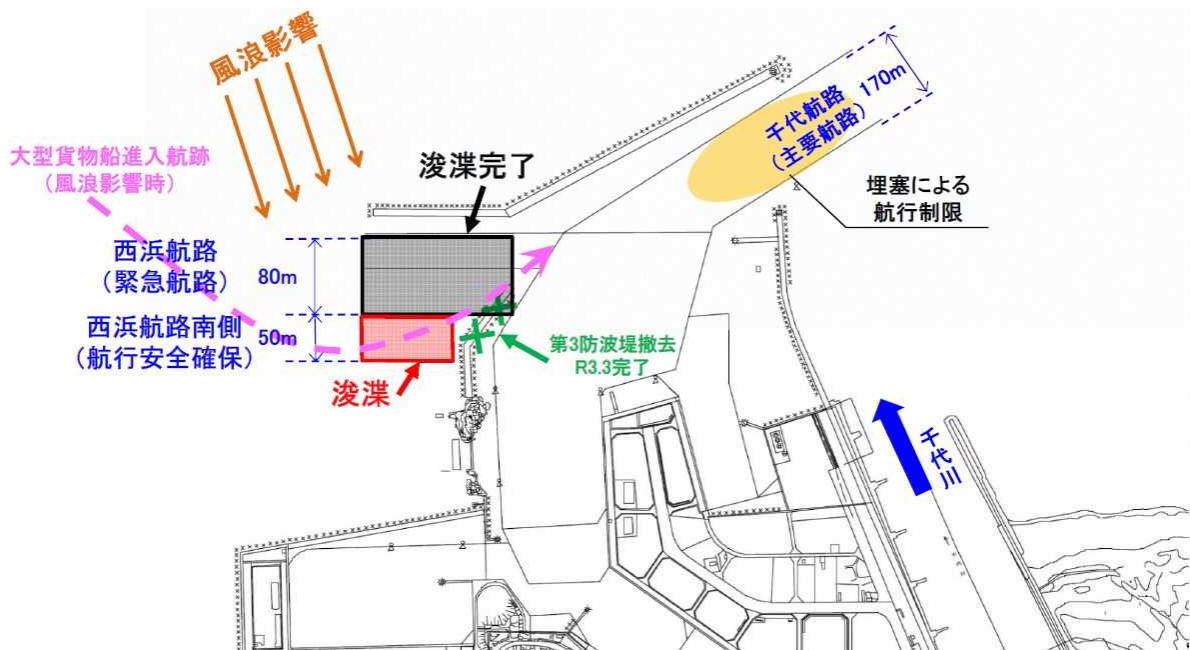 風浪影響
大型貨物船進入航跡
（風浪影響時）
浚渫完了
千代航路
（主要航路）
170m
埋塞による
航行制限
西浜航路
（緊急航路）
80m
西浜航路南側
（航行安全確保）
50m
第3防波堤撤去
R3.3完了
浚渫
千代川